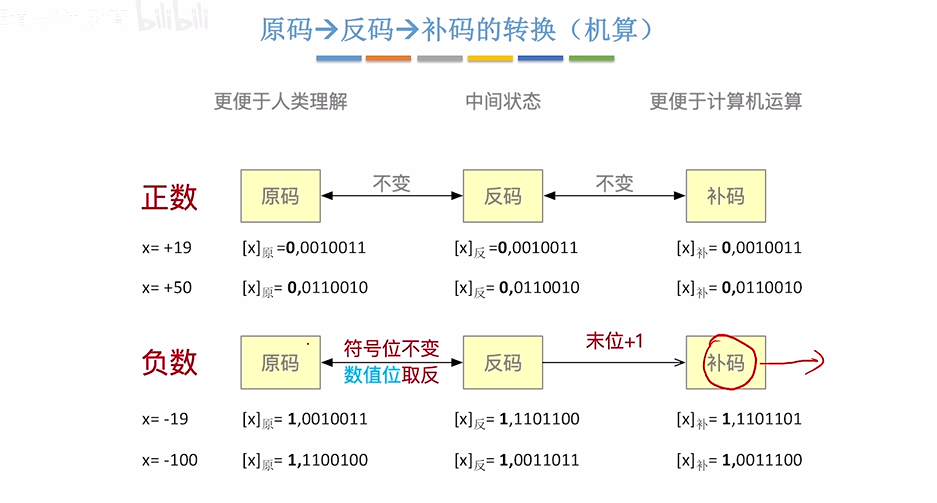 bilibili
原码→反码→补码的转换（机算）
更便于人类理解 中间状态 更便于计算机运算
正数 原码 不变 反码 不变 补码
x= +19 [x]原 =0,0010011 [x]反 =0,0010011 [x]补= 0,0010011
x= +50 [x]原= 0,0110010 [x]反= 0,0110010 [x]补= 0,0110010
负数 原码 符号位不变 数值位取反 反码 末位+1 补码
x= -19 [x]原= 1,0010011 [x]反= 1,1101100 [x]补= 1,1101101
x= -100 [x]原= 1,1100100 [x]反= 1,0011011 [x]补= 1,0011100